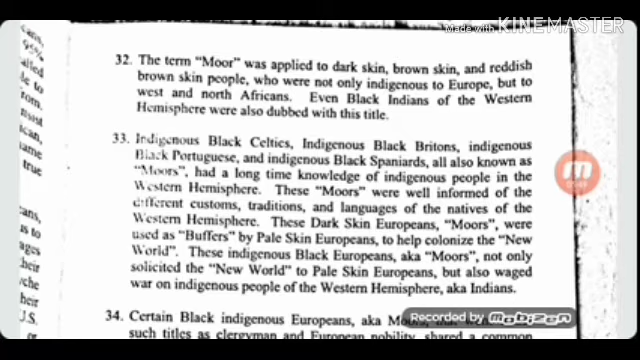 Made with KINEMASTER
32. The term "Moor" was applied to dark skin, brown skin, and reddish
brown skin people, who were not only indigenous to Europe, but to
west and north Africans. Even Black Indians of the Western
Hemisphere were also dubbed with this title.
33. Indigenous Black Celtics, Indigenous Black Britons, indigenous
Black Portuguese, and indigenous Black Spaniards, all also known as
"Moors", had a long time knowledge of indigenous people in the
Western Hemisphere. These "Moors" were well informed of the
different customs, traditions, and languages of the natives of the
Western Hemisphere. These Dark Skin Europeans, "Moors", were
used as "Buffers" by Pale Skin Europeans, to help colonize the "New
World". These indigenous Black Europeans, aka "Moors", not only
solicited the "New World" to Pale Skin Europeans, but also waged
war on indigenous people of the Western Hemisphere, aka Indians.
Recorded by Mobizen
34. Certain Black indigenous Europeans, aka
such titles as clergyman and European nobility, shared a common
true
U.S.